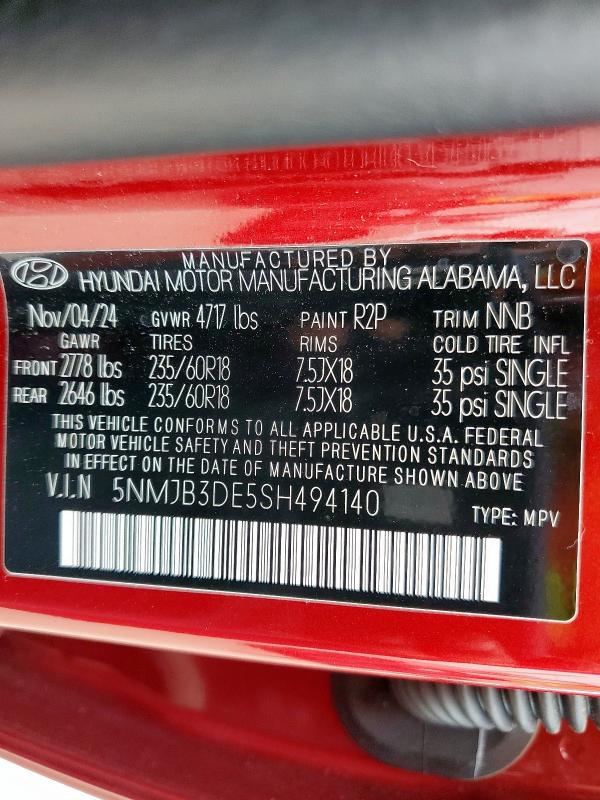 MANUFACTURED BY
HYUNDAI MOTOR MANUFACTURING ALABAMA, LLC
Nov/04/24 GVWR 4717 lbs PAINT R2P TRIM NNB
GAWR TIRES RIMS COLD TIRE INFL
FRONT 2778 lbs 235/60R18 7.5JX18 35 psi SINGLE
REAR 2646 lbs 235/60R18 7.5JX18 35 psi SINGLE
THIS VEHICLE CONFORMS TO ALL APPLICABLE U.S.A. FEDERAL
MOTOR VEHICLE SAFETY AND THEFT PREVENTION STANDARDS
IN EFFECT ON THE DATE OF MANUFACTURE SHOWN ABOVE
V.I.N 5NMJB3DE5SH494140
TYPE: MPV